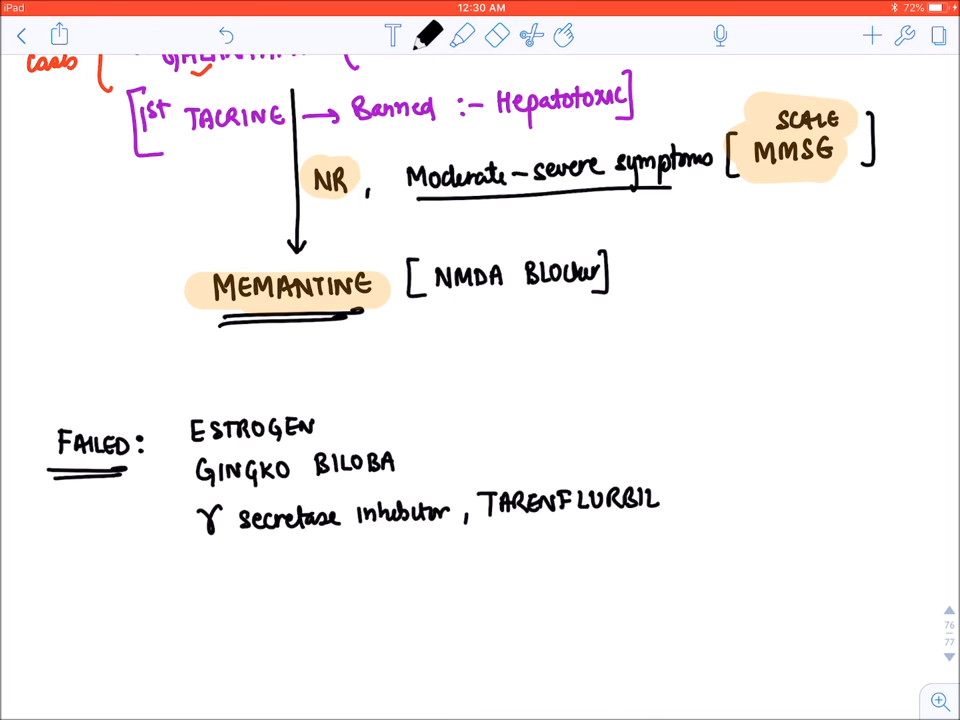 iPad 12:30 AM 72%
Carb
1st TACRINE → Banned :- Hepatotoxic
SCALE
NR, Moderate-severe symptoms [MMSG]
MEMANTINE [NMDA Blocker]
FAILED: ESTROGEN
GINGKO BILOBA
γ secretase inhibitor, TARENFLURBIL
76
77